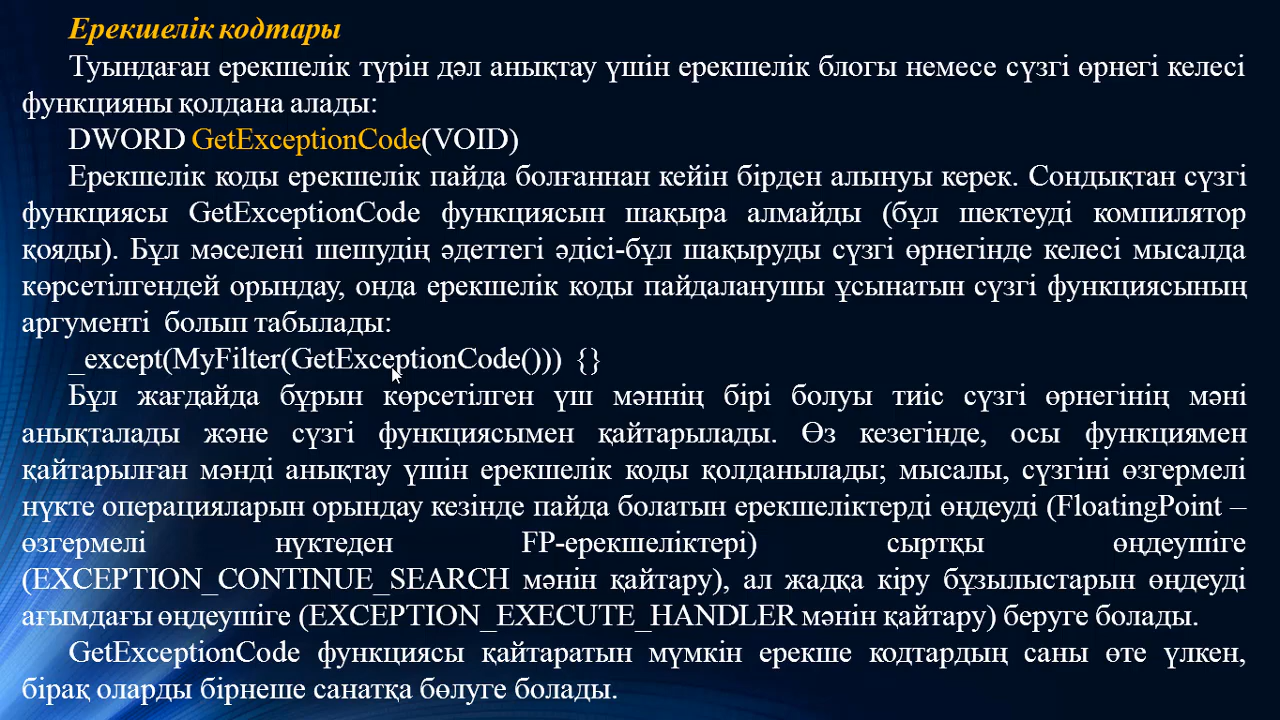 Ерекшелік кодтары
Туындаған ерекшелік түрін дәл анықтау үшін ерекшелік блогы немесе сүзгі өрнегі келесі
функцияны қолдана алады:
DWORD GetExceptionCode(VOID)
Ерекшелік коды ерекшелік пайда болғаннан кейін бірден алынуы керек. Сондықтан сүзгі
функциясы GetExceptionCode функциясын шақыра алмайды (бұл шектеуді компилятор
қояды). Бұл мәселені шешудің әдеттегі әдісі-бұл шақыруды сүзгі өрнегінде келесі мысалда
көрсетілгендей орындау, онда ерекшелік коды пайдаланушы ұсынатын сүзгі функциясының
аргументі болып табылады:
_except(MyFilter(GetExceptionCode())) {}
Бұл жағдайда бұрын көрсетілген үш мәннің бірі болуы тиіс сүзгі өрнегінің мәні
анықталады және сүзгі функциясымен қайтарылады. Өз кезегінде, осы функциямен
қайтарылған мәнді анықтау үшін ерекшелік коды қолданылады; мысалы, сүзгіні өзгермелі
нүкте операцияларын орындау кезінде пайда болатын ерекшеліктерді өңдеуді (FloatingPoint –
өзгермелі нүктеден FP-ерекшеліктері) сыртқы өңдеушіге
(EXCEPTION_CONTINUE_SEARCH мәнін қайтару), ал жадқа кіру бұзылыстарын өңдеуді
ағымдағы өңдеушіге (EXCEPTION_EXECUTE_HANDLER мәнін қайтару) беруге болады.
GetExceptionCode функциясы қайтаратын мүмкін ерекше кодтардың саны өте үлкен,
бірақ оларды бірнеше санатқа бөлуге болады.